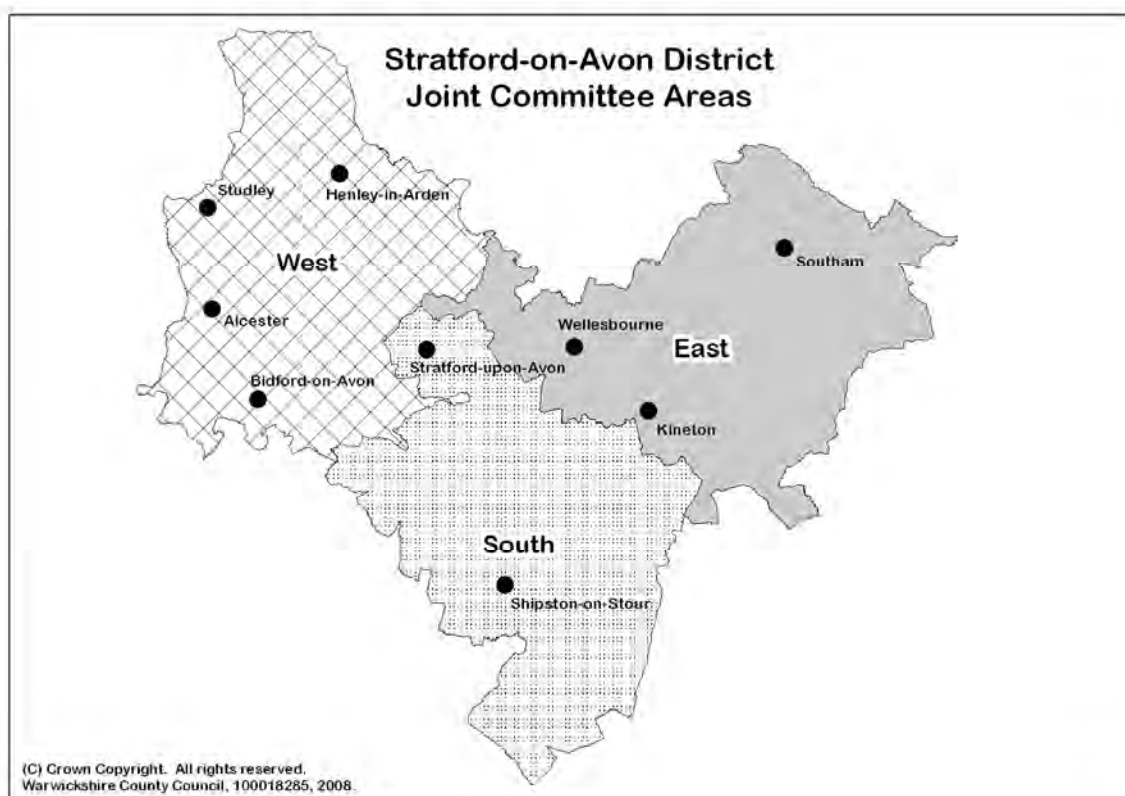 Stratford-on-Avon District
Joint Committee Areas
Studley
Henley-in-Arden
West
Southam
Alcester
Wellesbourne
East
Stratford-upon-Avon
Bidford-on-Avon
Kineton
South
Shipston-on-Stour
(C) Crown Copyright. All rights reserved.
Warwickshire County Council, 100018285, 2008.